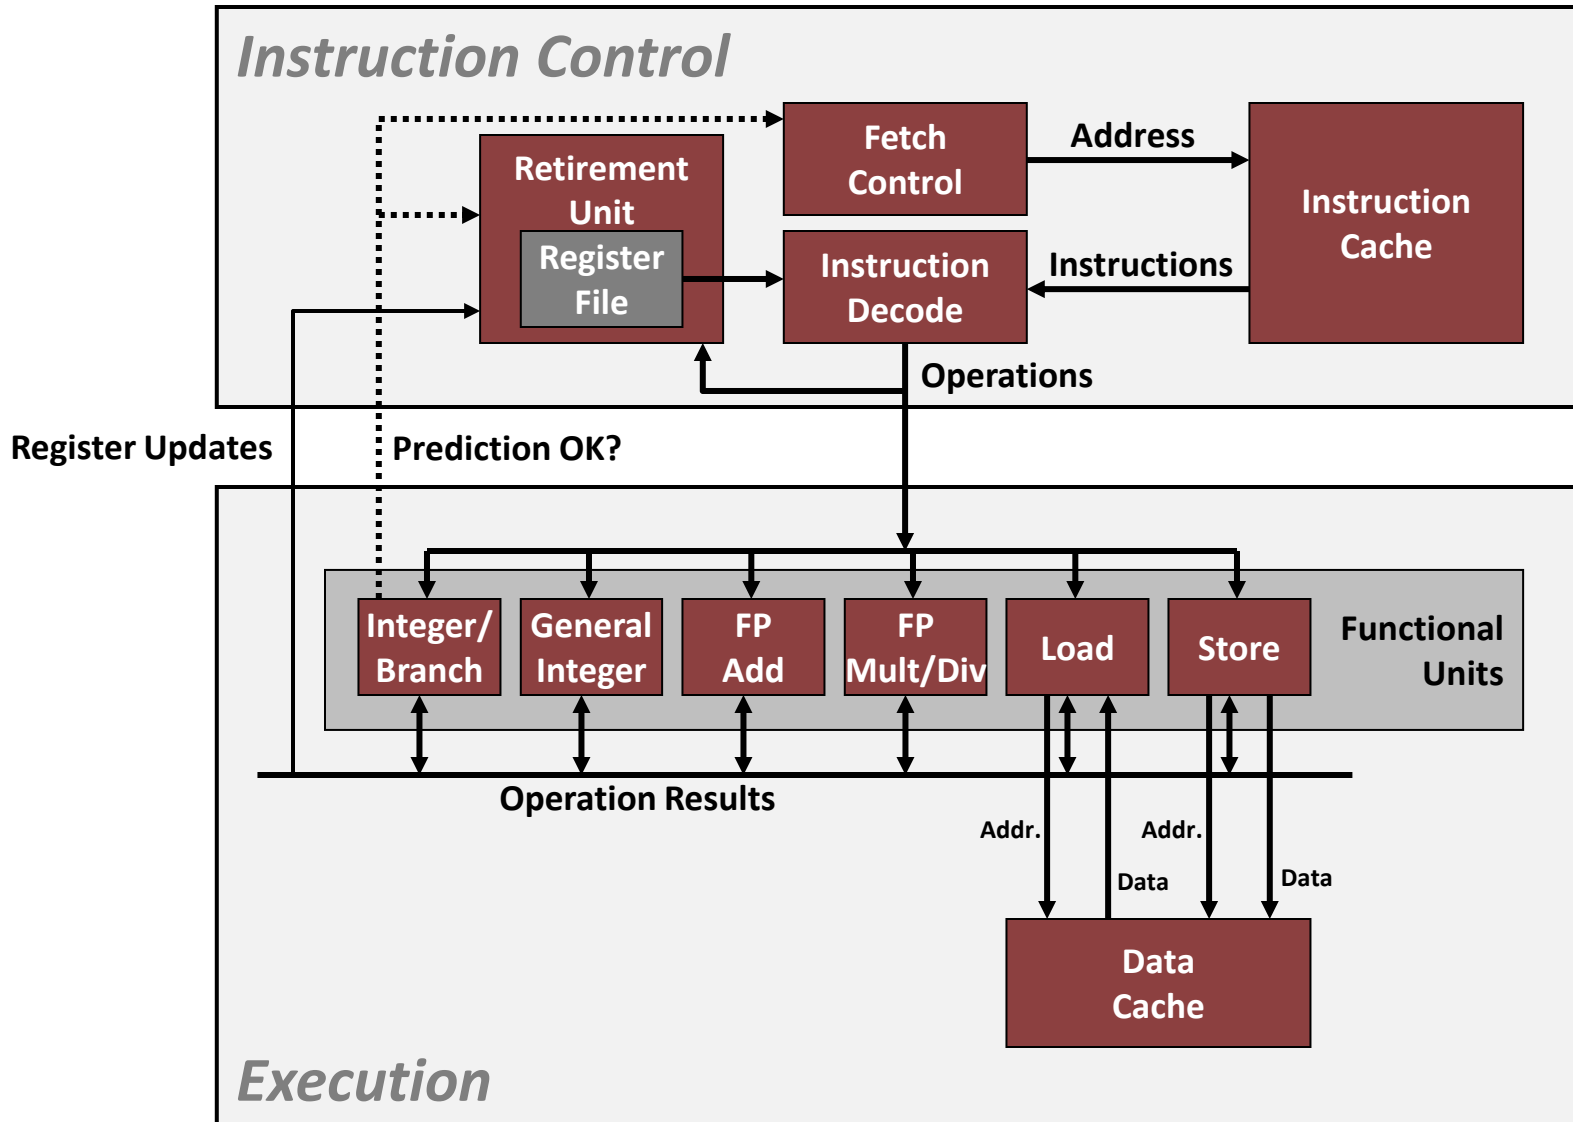 Instruction Control
Fetch
Control
Address
Instruction
Cache
Retirement
Unit
Register
File
Instruction
Decode
Instructions
Operations
Register Updates
Prediction OK?
Integer/
Branch
General
Integer
FP
Add
FP
Mult/Div
Load
Store
Functional
Units
Operation Results
Addr.
Addr.
Data
Data
Data
Cache
Execution